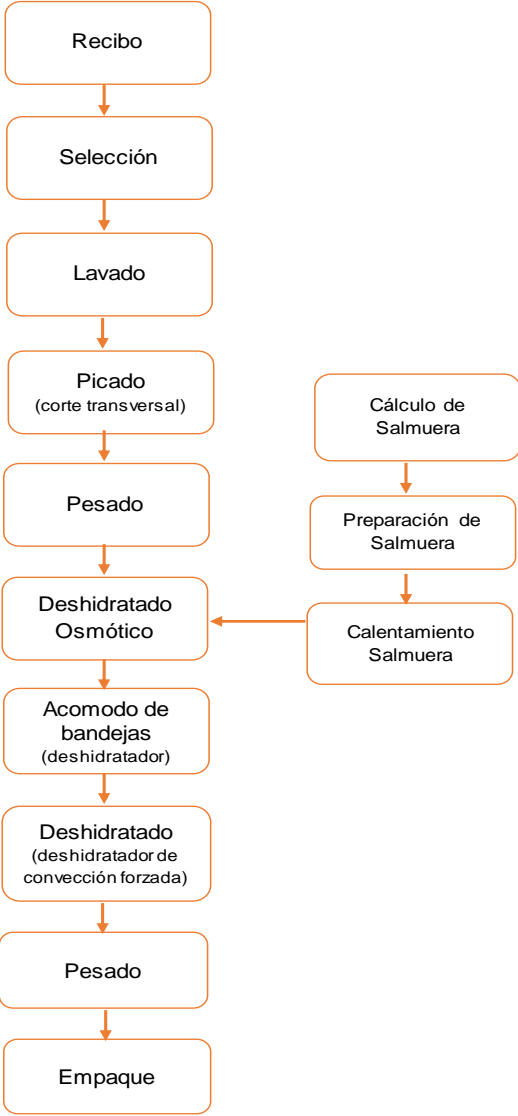 Recibo
Selección
Lavado
Picado
(corte transversal)
Pesado
Deshidratado
Osmótico
Acomodo de
bandejas
(deshidratador)
Deshidratado
(deshidratador de
convección forzada)
Pesado
Empaque
Cálculo de
Salmuera
Preparación de
Salmuera
Calentamiento
Salmuera